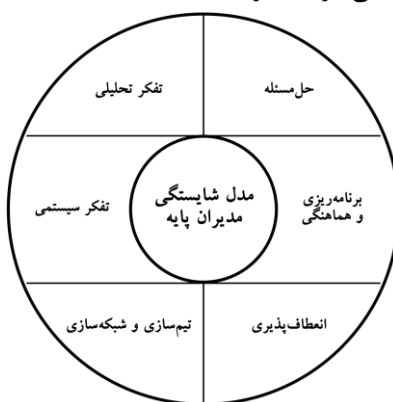 حل‌مسئله
تفکر تحلیلی
برنامه‌ریزی
و هماهنگی
مدل شایستگی
مدیران پایه
تفکر سیستمی
انعطاف‌پذیری
تیم‌سازی و شبکه‌سازی